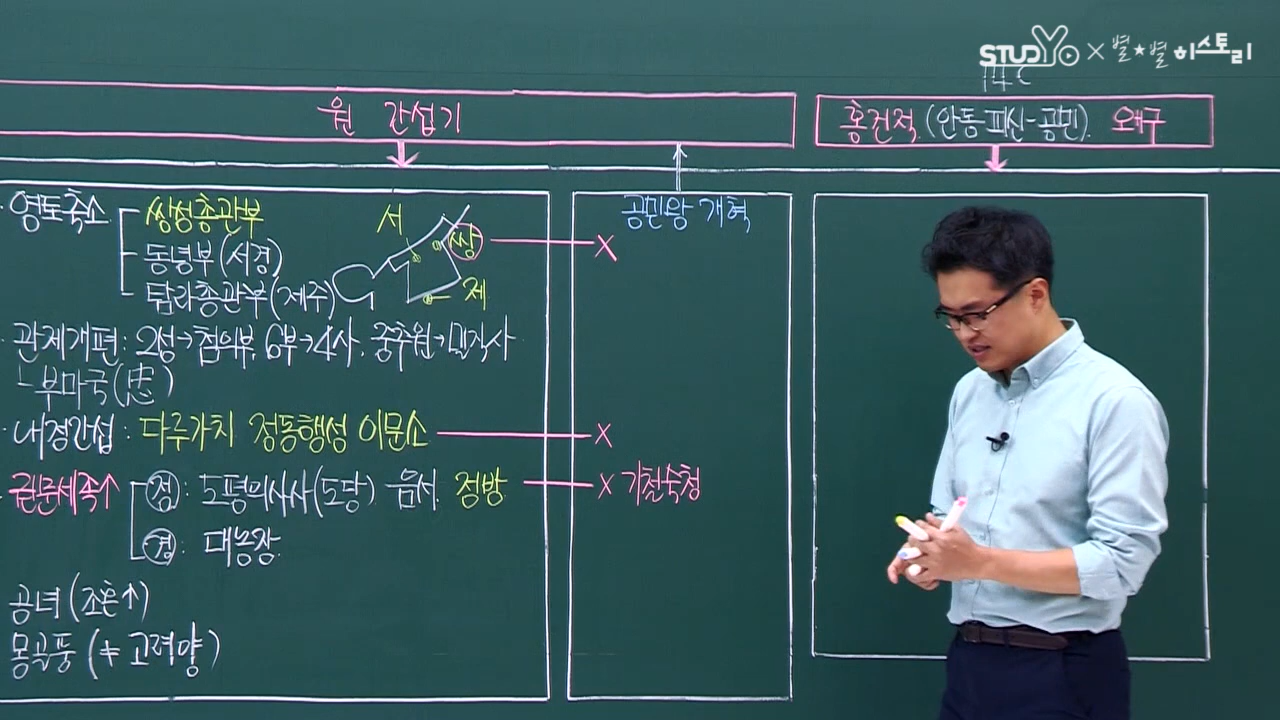 STUDYo × 별★별 히스토리
14C
원 간섭기
홍건적 (안동피신-공민). 왜구
· 영토축소
쌍성총관부
동녕부(서경)
탐라총관부(제주)
서
쌍
제
X
공민왕 개혁
· 관제개편: 2성→첨의부, 6부→4사, 중추원→밀직사
부마국(忠)
· 내정간섭: 다루가치 정동행성 이문소 X
· 권문세족↑
정: 도평의사사(도당) 음서 정방 X 기철숙청
경: 대농장
공녀(조혼↑)
몽골풍 (≠ 고려양)